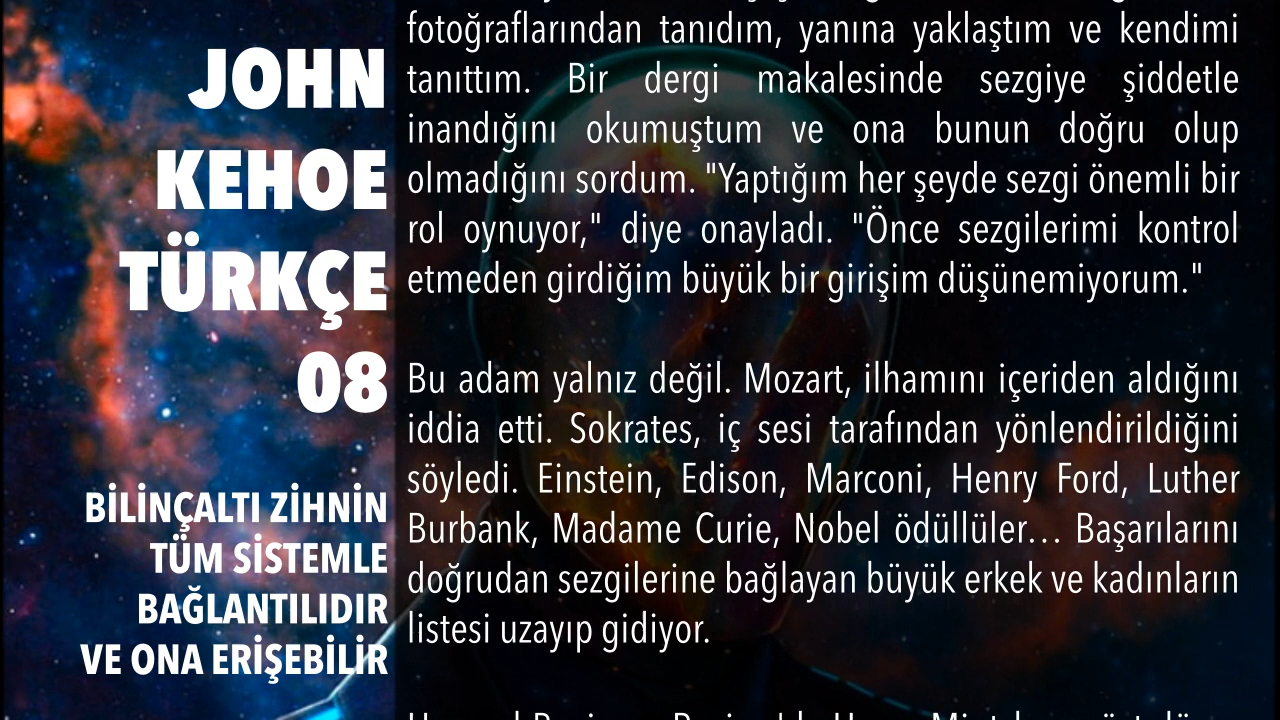 JOHN
KEHOE
TÜRKÇE
08
BİLİNÇALTI ZİHNİN
TÜM SİSTEMLE
BAĞLANTILIDIR
VE ONA ERİŞEBİLİR
fotoğraflarından tanıdım, yanına yaklaştım ve kendimi
tanıttım. Bir dergi makalesinde sezgiye şiddetle
inandığını okumuştum ve ona bunun doğru olup
olmadığını sordum. "Yaptığım her şeyde sezgi önemli bir
rol oynuyor," diye onayladı. "Önce sezgilerimi kontrol
etmeden girdiğim büyük bir girişim düşünemiyorum."
Bu adam yalnız değil. Mozart, ilhamını içeriden aldığını
iddia etti. Sokrates, iç sesi tarafından yönlendirildiğini
söyledi. Einstein, Edison, Marconi, Henry Ford, Luther
Burbank, Madame Curie, Nobel ödüllüler… Başarılarını
doğrudan sezgilerine bağlayan büyük erkek ve kadınların
listesi uzayıp gidiyor.